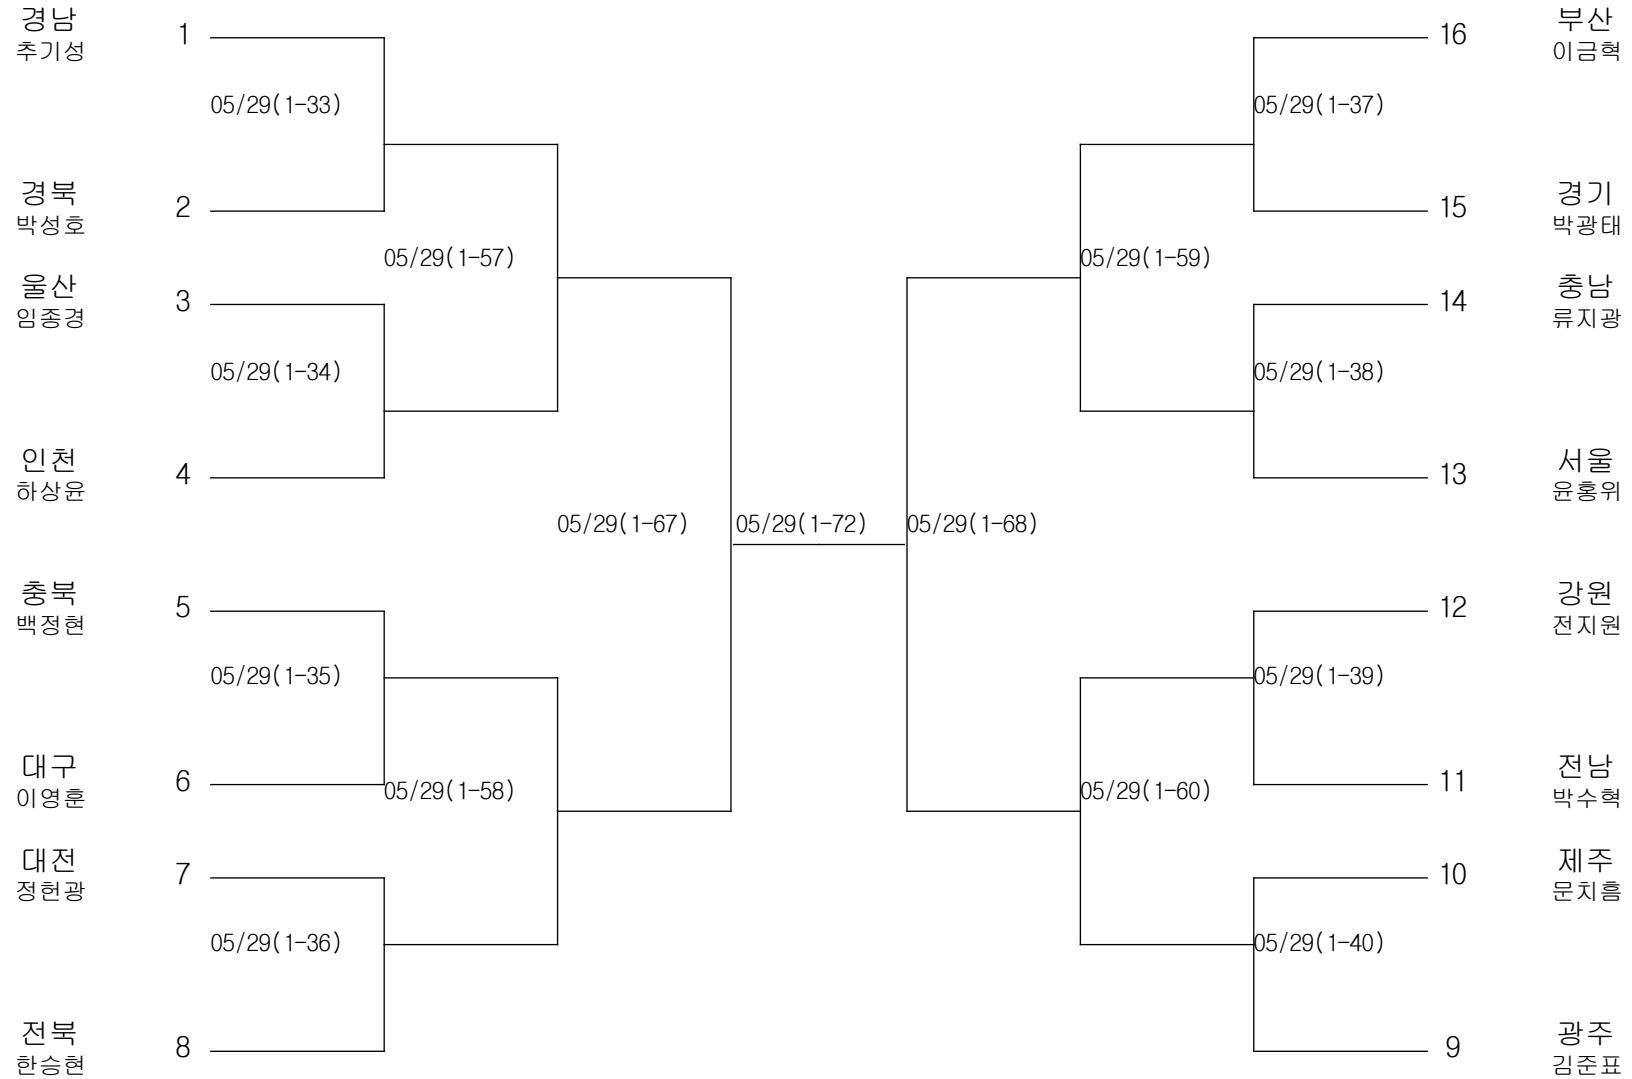 경남
추기성
1
05/29(1-33)
경북
박성호
2
05/29(1-57)
울산
임종경
3
05/29(1-34)
인천
하상윤
4
05/29(1-67)
충북
백정현
5
05/29(1-35)
대구
이영훈
6
05/29(1-58)
대전
정헌광
7
05/29(1-36)
전북
한승현
8
05/29(1-72)
16
부산
이금혁
05/29(1-37)
15
경기
박광태
05/29(1-59)
14
충남
류지광
05/29(1-38)
13
서울
윤홍위
05/29(1-68)
12
강원
전지원
05/29(1-39)
11
전남
박수혁
05/29(1-60)
10
제주
문치흠
05/29(1-40)
9
광주
김준표